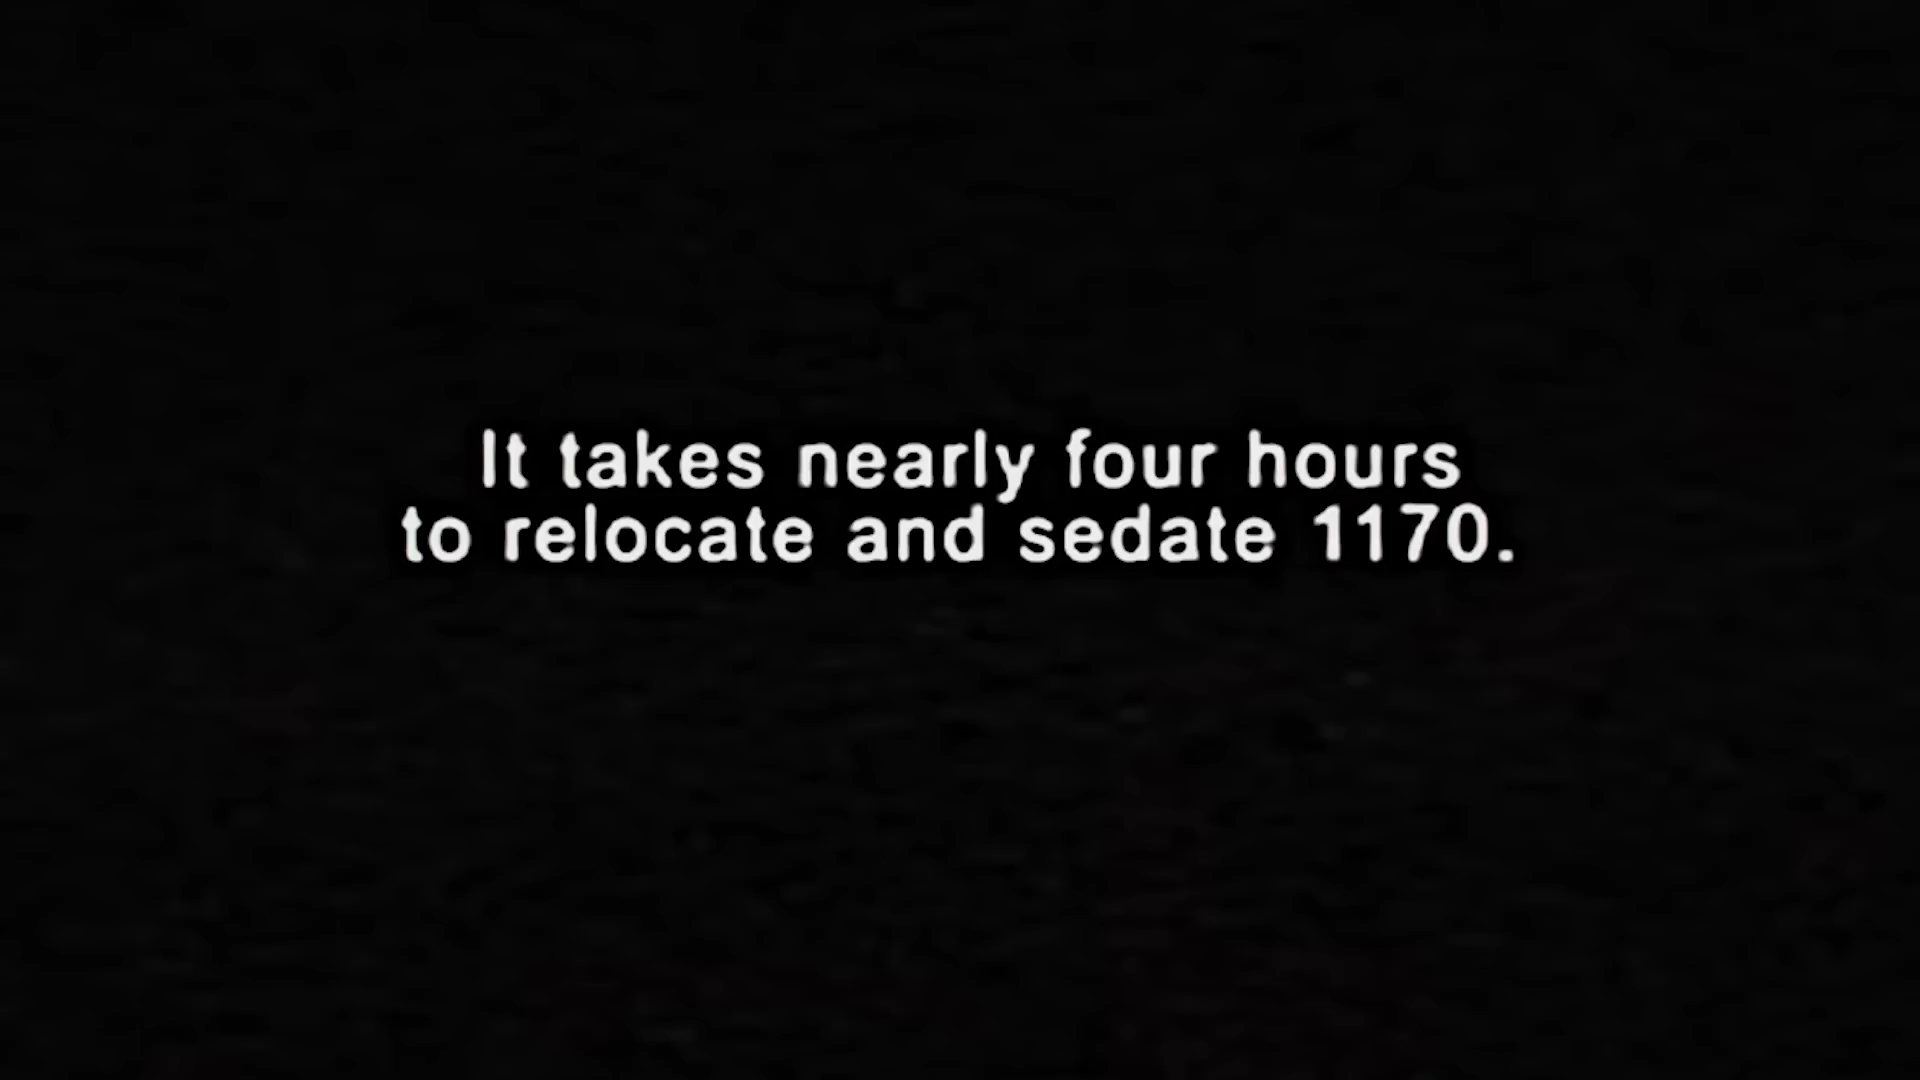 It takes nearly four hours
to relocate and sedate 1170.